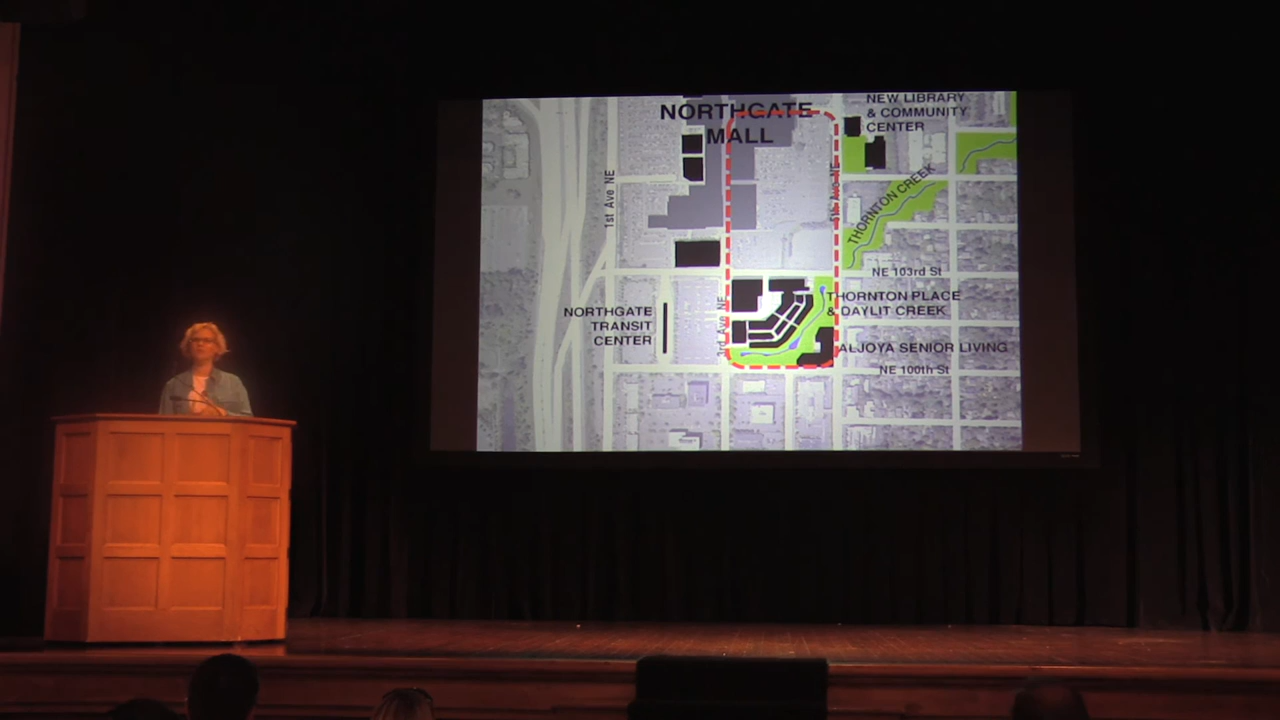 NORTHGATE
MALL
NEW LIBRARY
& COMMUNITY
CENTER
1st Ave NE
5th Ave NE
THORNTON CREEK
NE 103rd St
NORTHGATE
TRANSIT
CENTER
3rd Ave NE
THORNTON PLACE
& DAYLIT CREEK
ALJOYA SENIOR LIVING
NE 100th St